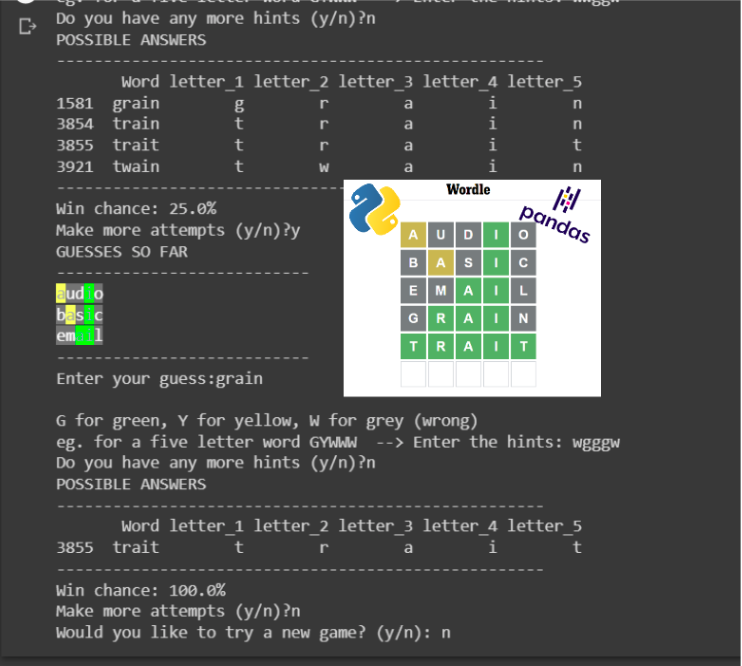 Do you have any more hints (y/n)?n
POSSIBLE ANSWERS
--------------------------------------------------------------
Word letter_1 letter_2 letter_3 letter_4 letter_5
1581 grain g r a i n
3854 train t r a i n
3855 trait t r a i t
3921 twain t w a i n
Win chance: 25.0%
Make more attempts (y/n)?y
GUESSES SO FAR
--------------------------------
audio
basic
email
--------------------------------
Enter your guess:grain
Wordle
pandas
A U D I O
B A S I C
E M A I L
G R A I N
T R A I T
G for green, Y for yellow, W for grey (wrong)
eg. for a five letter word GYWWW --> Enter the hints: wgggw
Do you have any more hints (y/n)?n
POSSIBLE ANSWERS
--------------------------------------------------------------
Word letter_1 letter_2 letter_3 letter_4 letter_5
3855 trait t r a i t
--------------------------------------------------------------
Win chance: 100.0%
Make more attempts (y/n)?n
Would you like to try a new game? (y/n): n